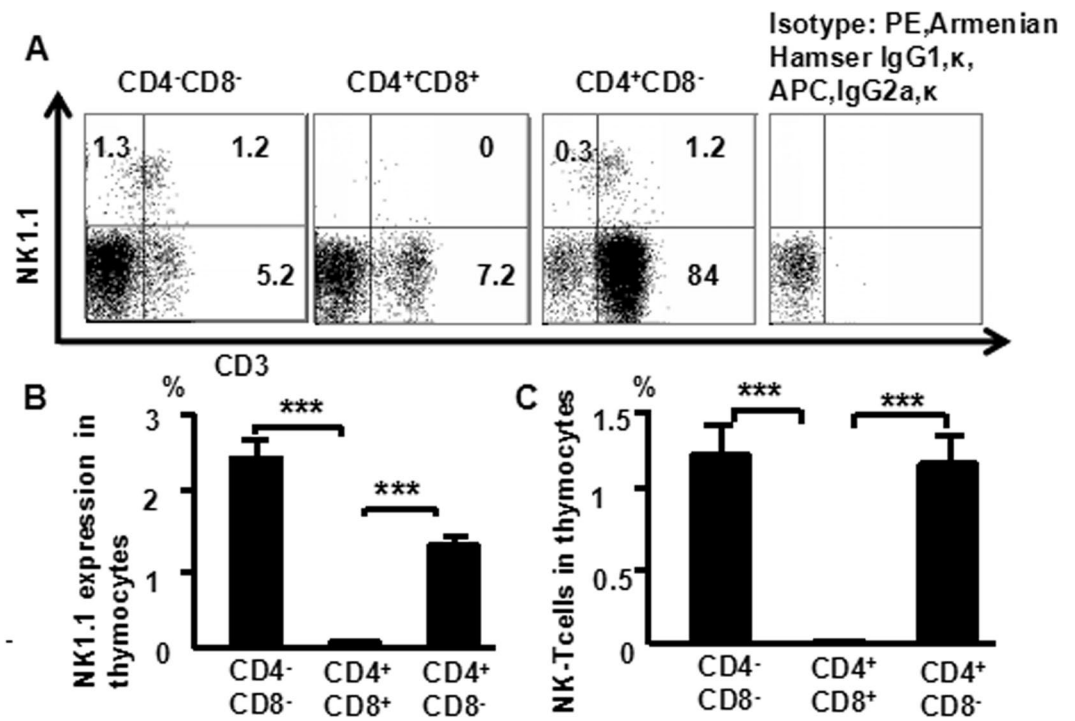 A
CD4⁻CD8⁻
CD4⁺CD8⁺
CD4⁺CD8⁻
Isotype: PE,Armenian
Hamser IgG1,κ,
APC,IgG2a,κ
NK1.1
1.3
1.2
5.2
0
7.2
0.3
1.2
84
CD3
B
%
NK1.1 expression in
thymocytes
3
2
1
0
***
***
CD4⁻
CD8⁻
CD4⁺
CD8⁺
CD4⁺
CD8⁻
C
%
NK-Tcells in thymocytes
1.5
1
0.5
0
***
***
CD4⁻
CD8⁻
CD4⁺
CD8⁺
CD4⁺
CD8⁻
-